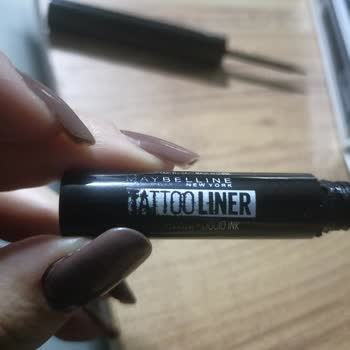 MAYBELLINE
NEW YORK
TATTOO LINER
LIQUID INK